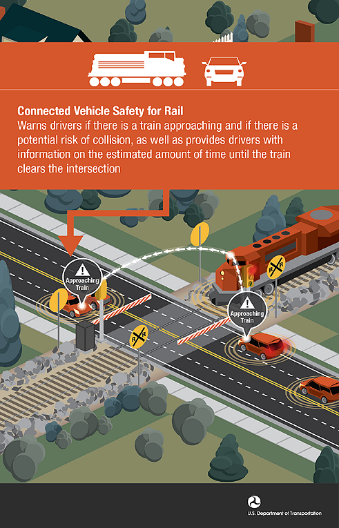 Connected Vehicle Safety for Rail
Warns drivers if there is a train approaching and if there is a
potential risk of collision, as well as provides drivers with
information on the estimated amount of time until the train
clears the intersection
Approaching
Train
Approaching
Train
U.S. Department of Transportation